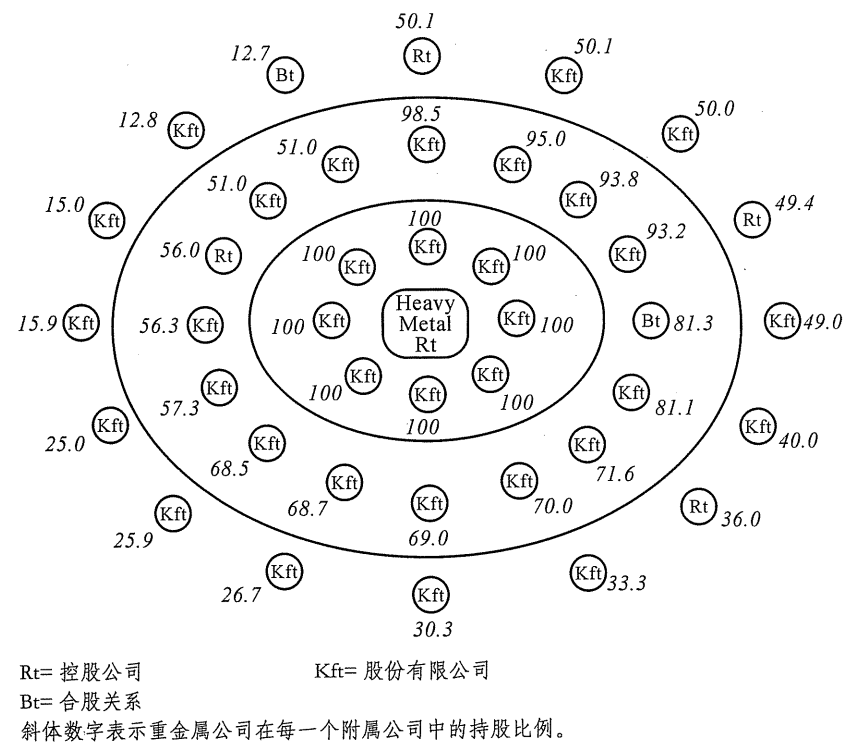 50.1
Rt
50.1
Kft
12.7
Bt
50.0
Kft
12.8
Kft
98.5
Kft
51.0
Kft
95.0
Kft
51.0
Kft
93.8
Kft
15.0
Kft
49.4
Rt
56.0
Rt
93.2
Kft
100
Kft
100
Kft
100
Kft
15.9
Kft
56.3
Kft
100
Kft
Heavy
Metal
Rt
Kft
100
Bt
81.3
Kft
49.0
57.3
Kft
100
Kft
100
Kft
100
Kft
81.1
Kft
25.0
Kft
40.0
Kft
68.5
Kft
71.6
Kft
68.7
Kft
70.0
Kft
69.0
Kft
36.0
Rt
25.9
Kft
26.7
Kft
30.3
Kft
33.3
Kft
Rt= 控股公司
Kft= 股份有限公司
Bt= 合股关系
斜体数字表示重金属公司在每一个附属公司中的持股比例。